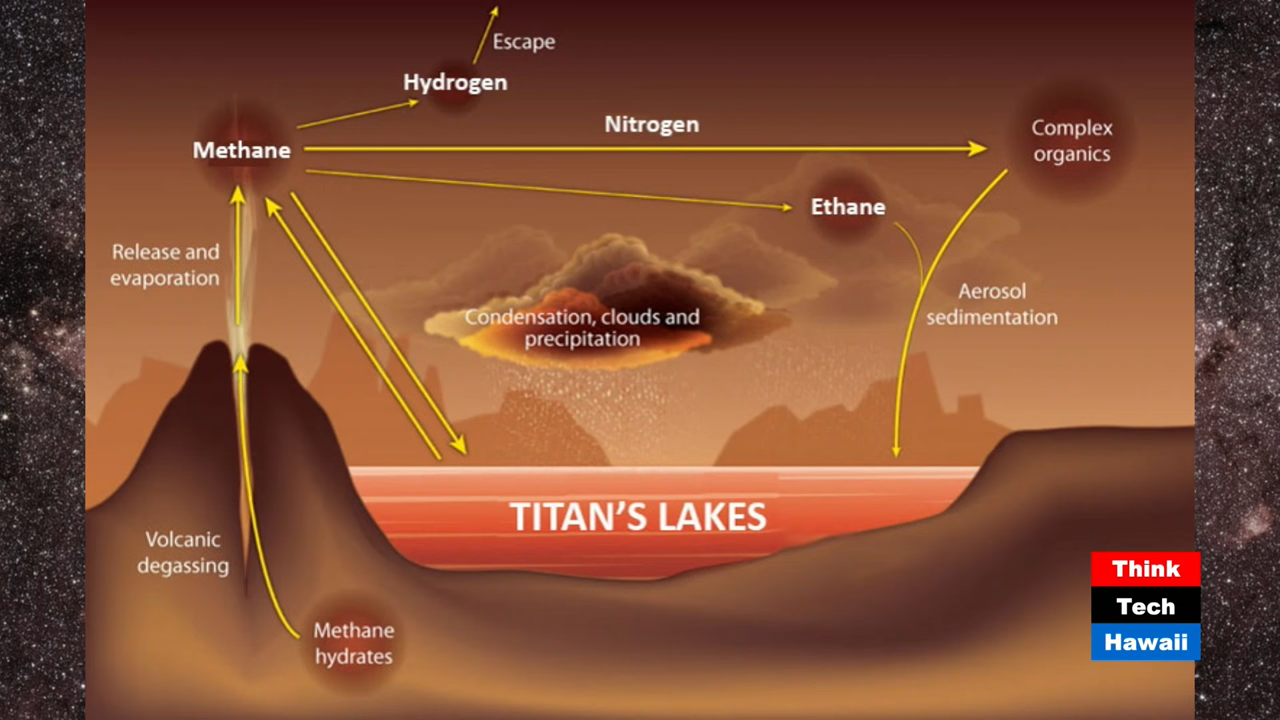 Escape
Hydrogen
Nitrogen
Methane
Complex
organics
Ethane
Release and
evaporation
Aerosol
sedimentation
Condensation, clouds and
precipitation
TITAN'S LAKES
Volcanic
degassing
Methane
hydrates
Think
Tech
Hawaii